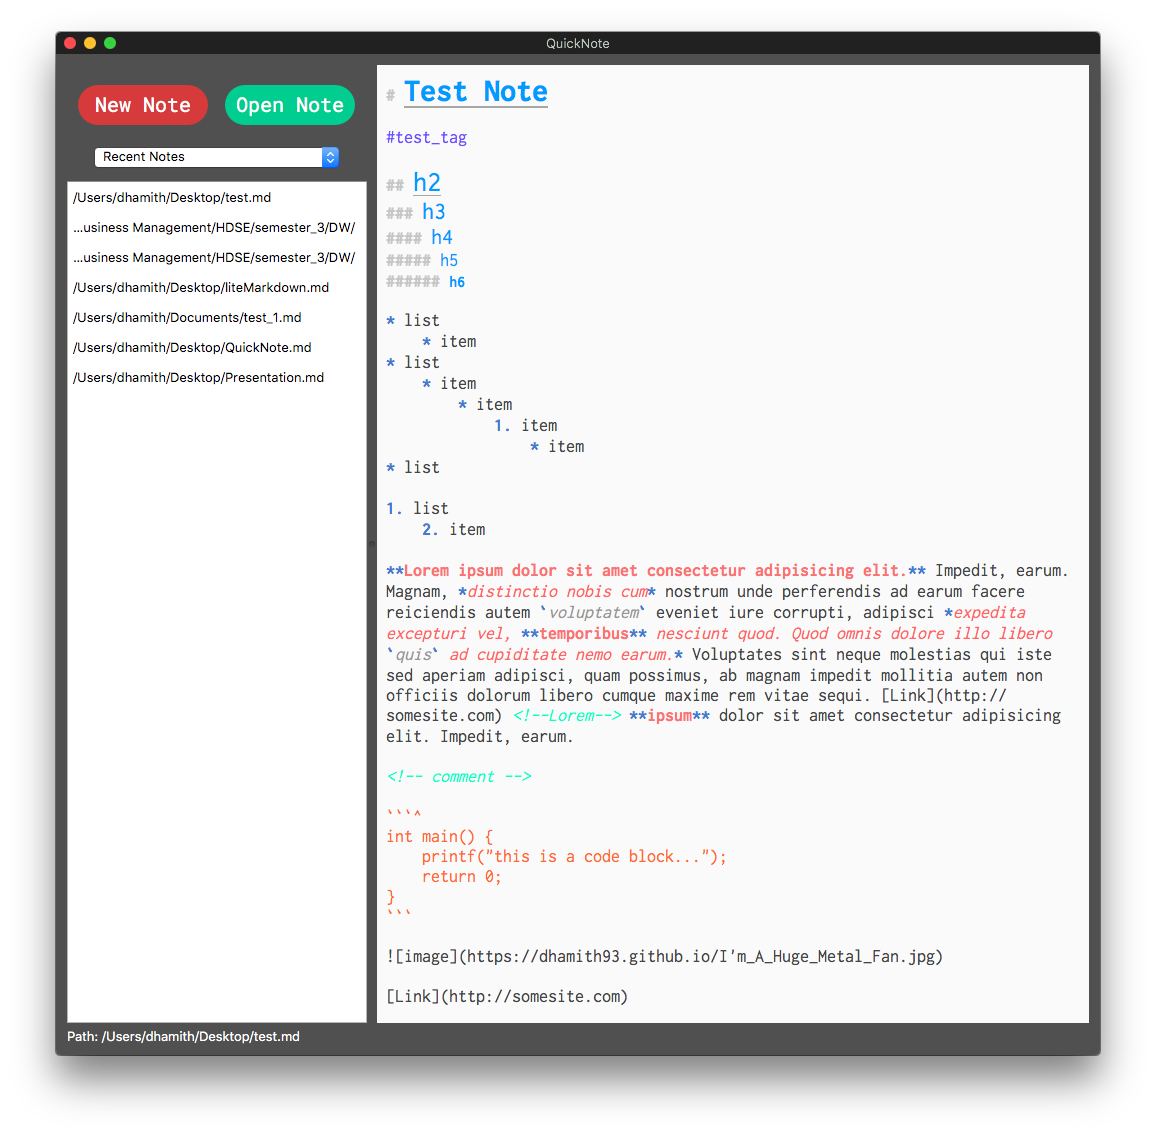 QuickNote
New Note
Open Note
Recent Notes
/Users/dhamith/Desktop/test.md
...usiness Management/HDSE/semester_3/DW/
...usiness Management/HDSE/semester_3/DW/
/Users/dhamith/Desktop/liteMarkdown.md
/Users/dhamith/Documents/test_1.md
/Users/dhamith/Desktop/QuickNote.md
/Users/dhamith/Desktop/Presentation.md
# Test Note
#test_tag
## h2
### h3
#### h4
##### h5
###### h6
* list
    * item
* list
    * item
        * item
            1. item
                * item
* list
1. list
    2. item
**Lorem ipsum dolor sit amet consectetur adipisicing elit.** Impedit, earum.
Magnam, *distinctio nobis cum* nostrum unde perferendis ad earum facere
reiciendis autem `voluptatem` eveniet iure corrupti, adipisci *expedita
excepturi vel, **temporibus** nesciunt quod. Quod omnis dolore illo libero
`quis` ad cupiditate nemo earum.* Voluptates sint neque molestias qui iste
sed aperiam adipisci, quam possimus, ab magnam impedit mollitia autem non
officiis dolorum libero cumque maxime rem vitae sequi. [Link](http://
somesite.com) <!--Lorem--> **ipsum** dolor sit amet consectetur adipisicing
elit. Impedit, earum.
<!-- comment -->
```^
int main() {
    printf("this is a code block...");
    return 0;
}
```
![image](https://dhamith93.github.io/I'm_A_Huge_Metal_Fan.jpg)
[Link](http://somesite.com)
Path: /Users/dhamith/Desktop/test.md